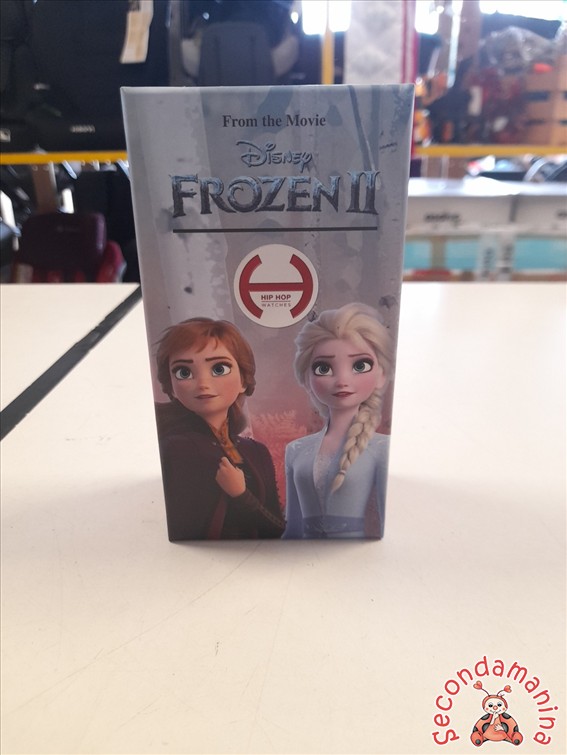 From the Movie
Disney
FROZEN II
HIP HOP
WATCHES
Secondamanina